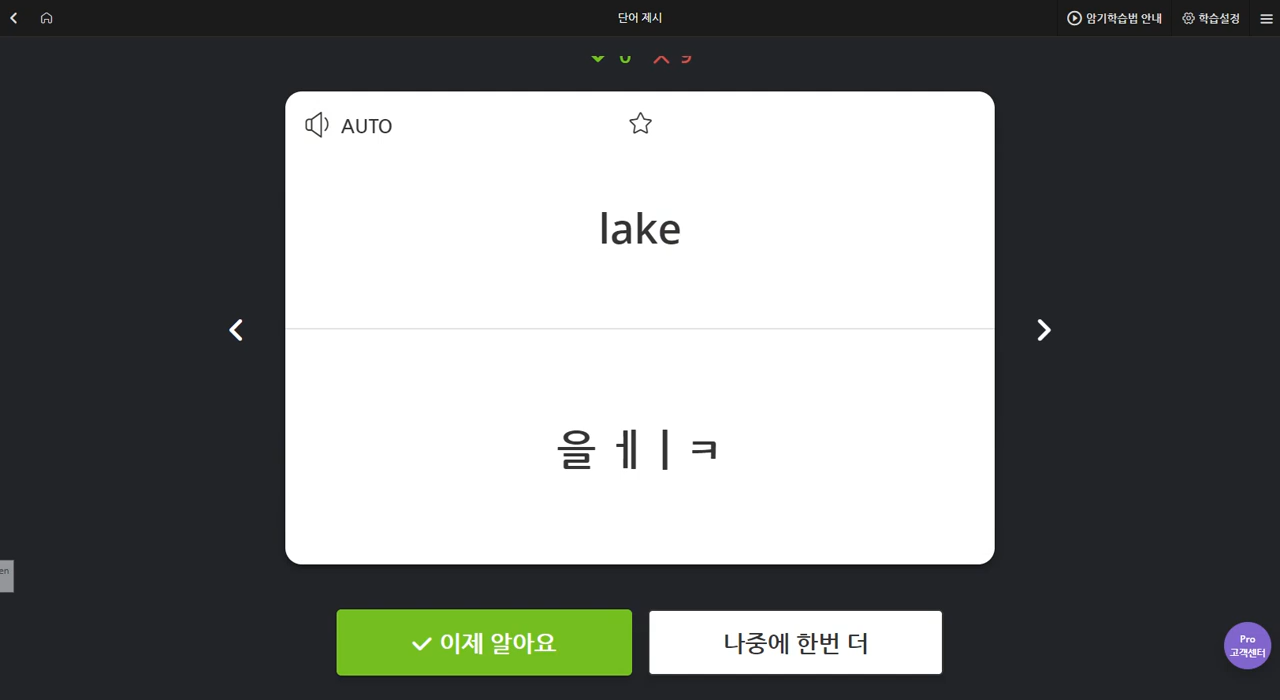 단어 제시
암기학습법 안내
학습설정
AUTO
lake
을 ㅔ ㅣ ㅋ
en
이제 알아요
나중에 한번 더
Pro
고객센터